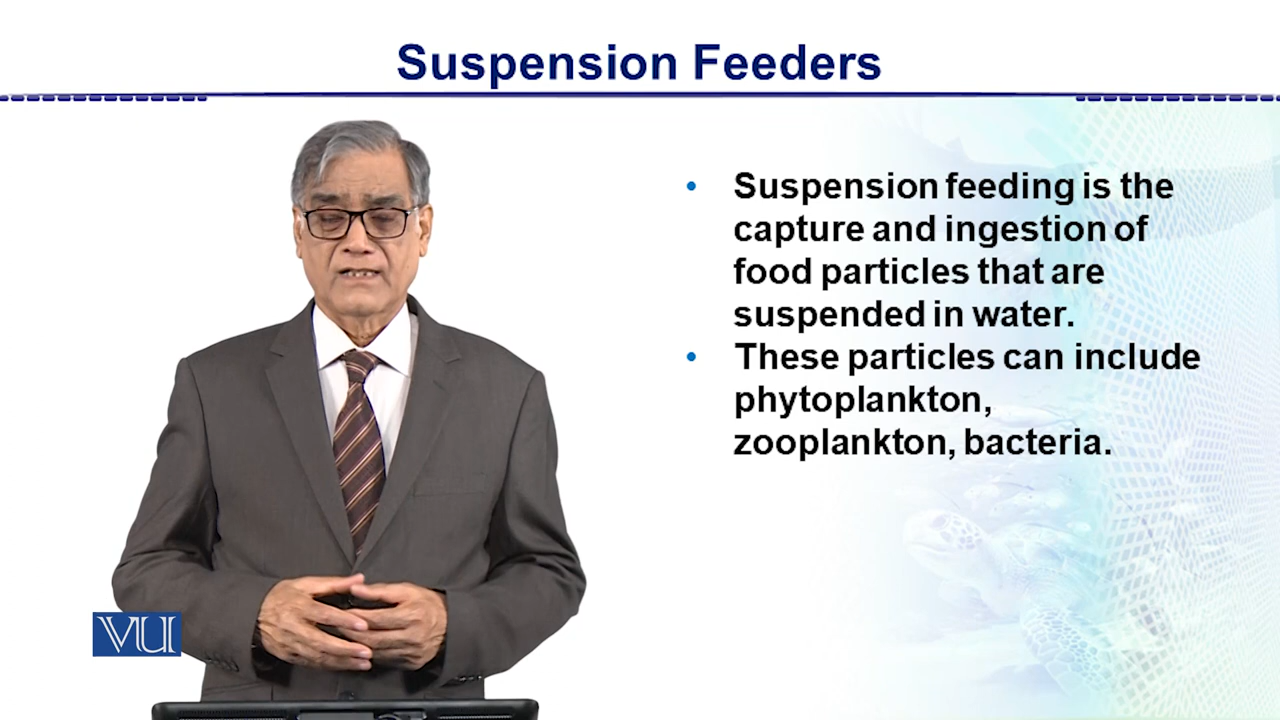 Suspension Feeders
• Suspension feeding is the
capture and ingestion of
food particles that are
suspended in water.
• These particles can include
phytoplankton,
zooplankton, bacteria.
VU